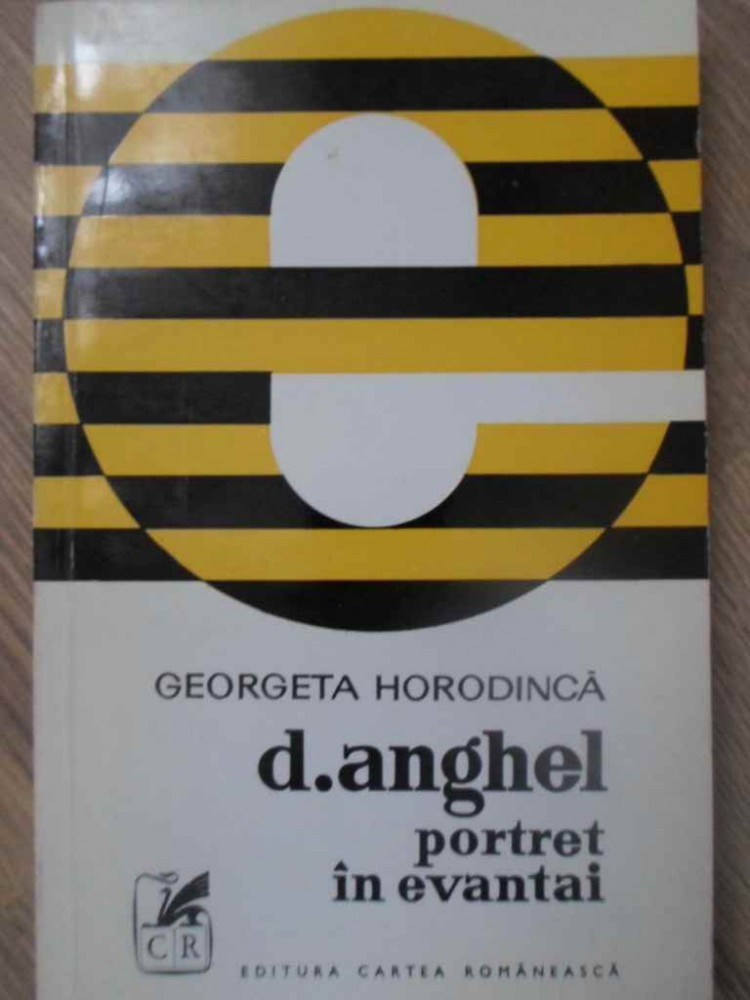 e
GEORGETA HORODINCĂ
d.anghel
portret
în evantai
CR
EDITURA CARTEA ROMÂNEASCĂ